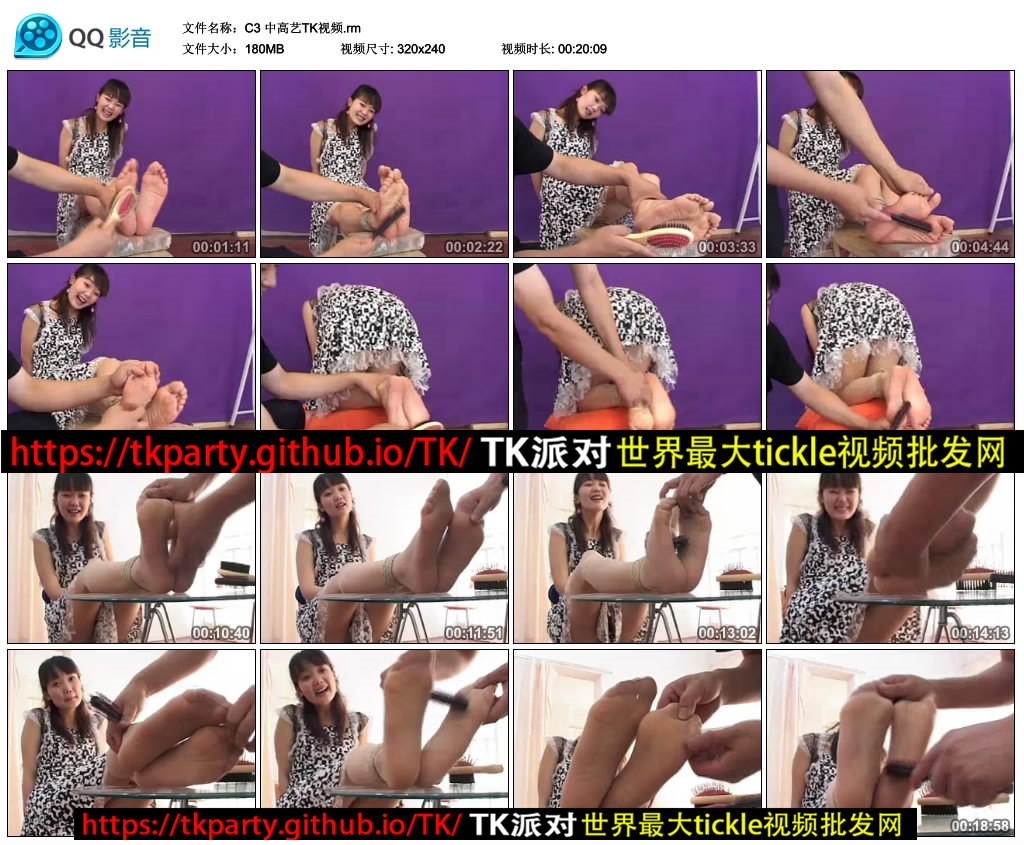 QQ 影音
文件名称: C3 中高艺TK视频.rm
文件大小: 180MB 视频尺寸: 320x240 视频时长: 00:20:09
00:01:11 00:02:22 00:03:33 00:04:44
https://tkparty.github.io/TK/ TK派对 世界最大tickle视频批发网
00:10:40 00:11:51 00:13:02 00:14:13
00:18:58
https://tkparty.github.io/TK/ TK派对 世界最大tickle视频批发网